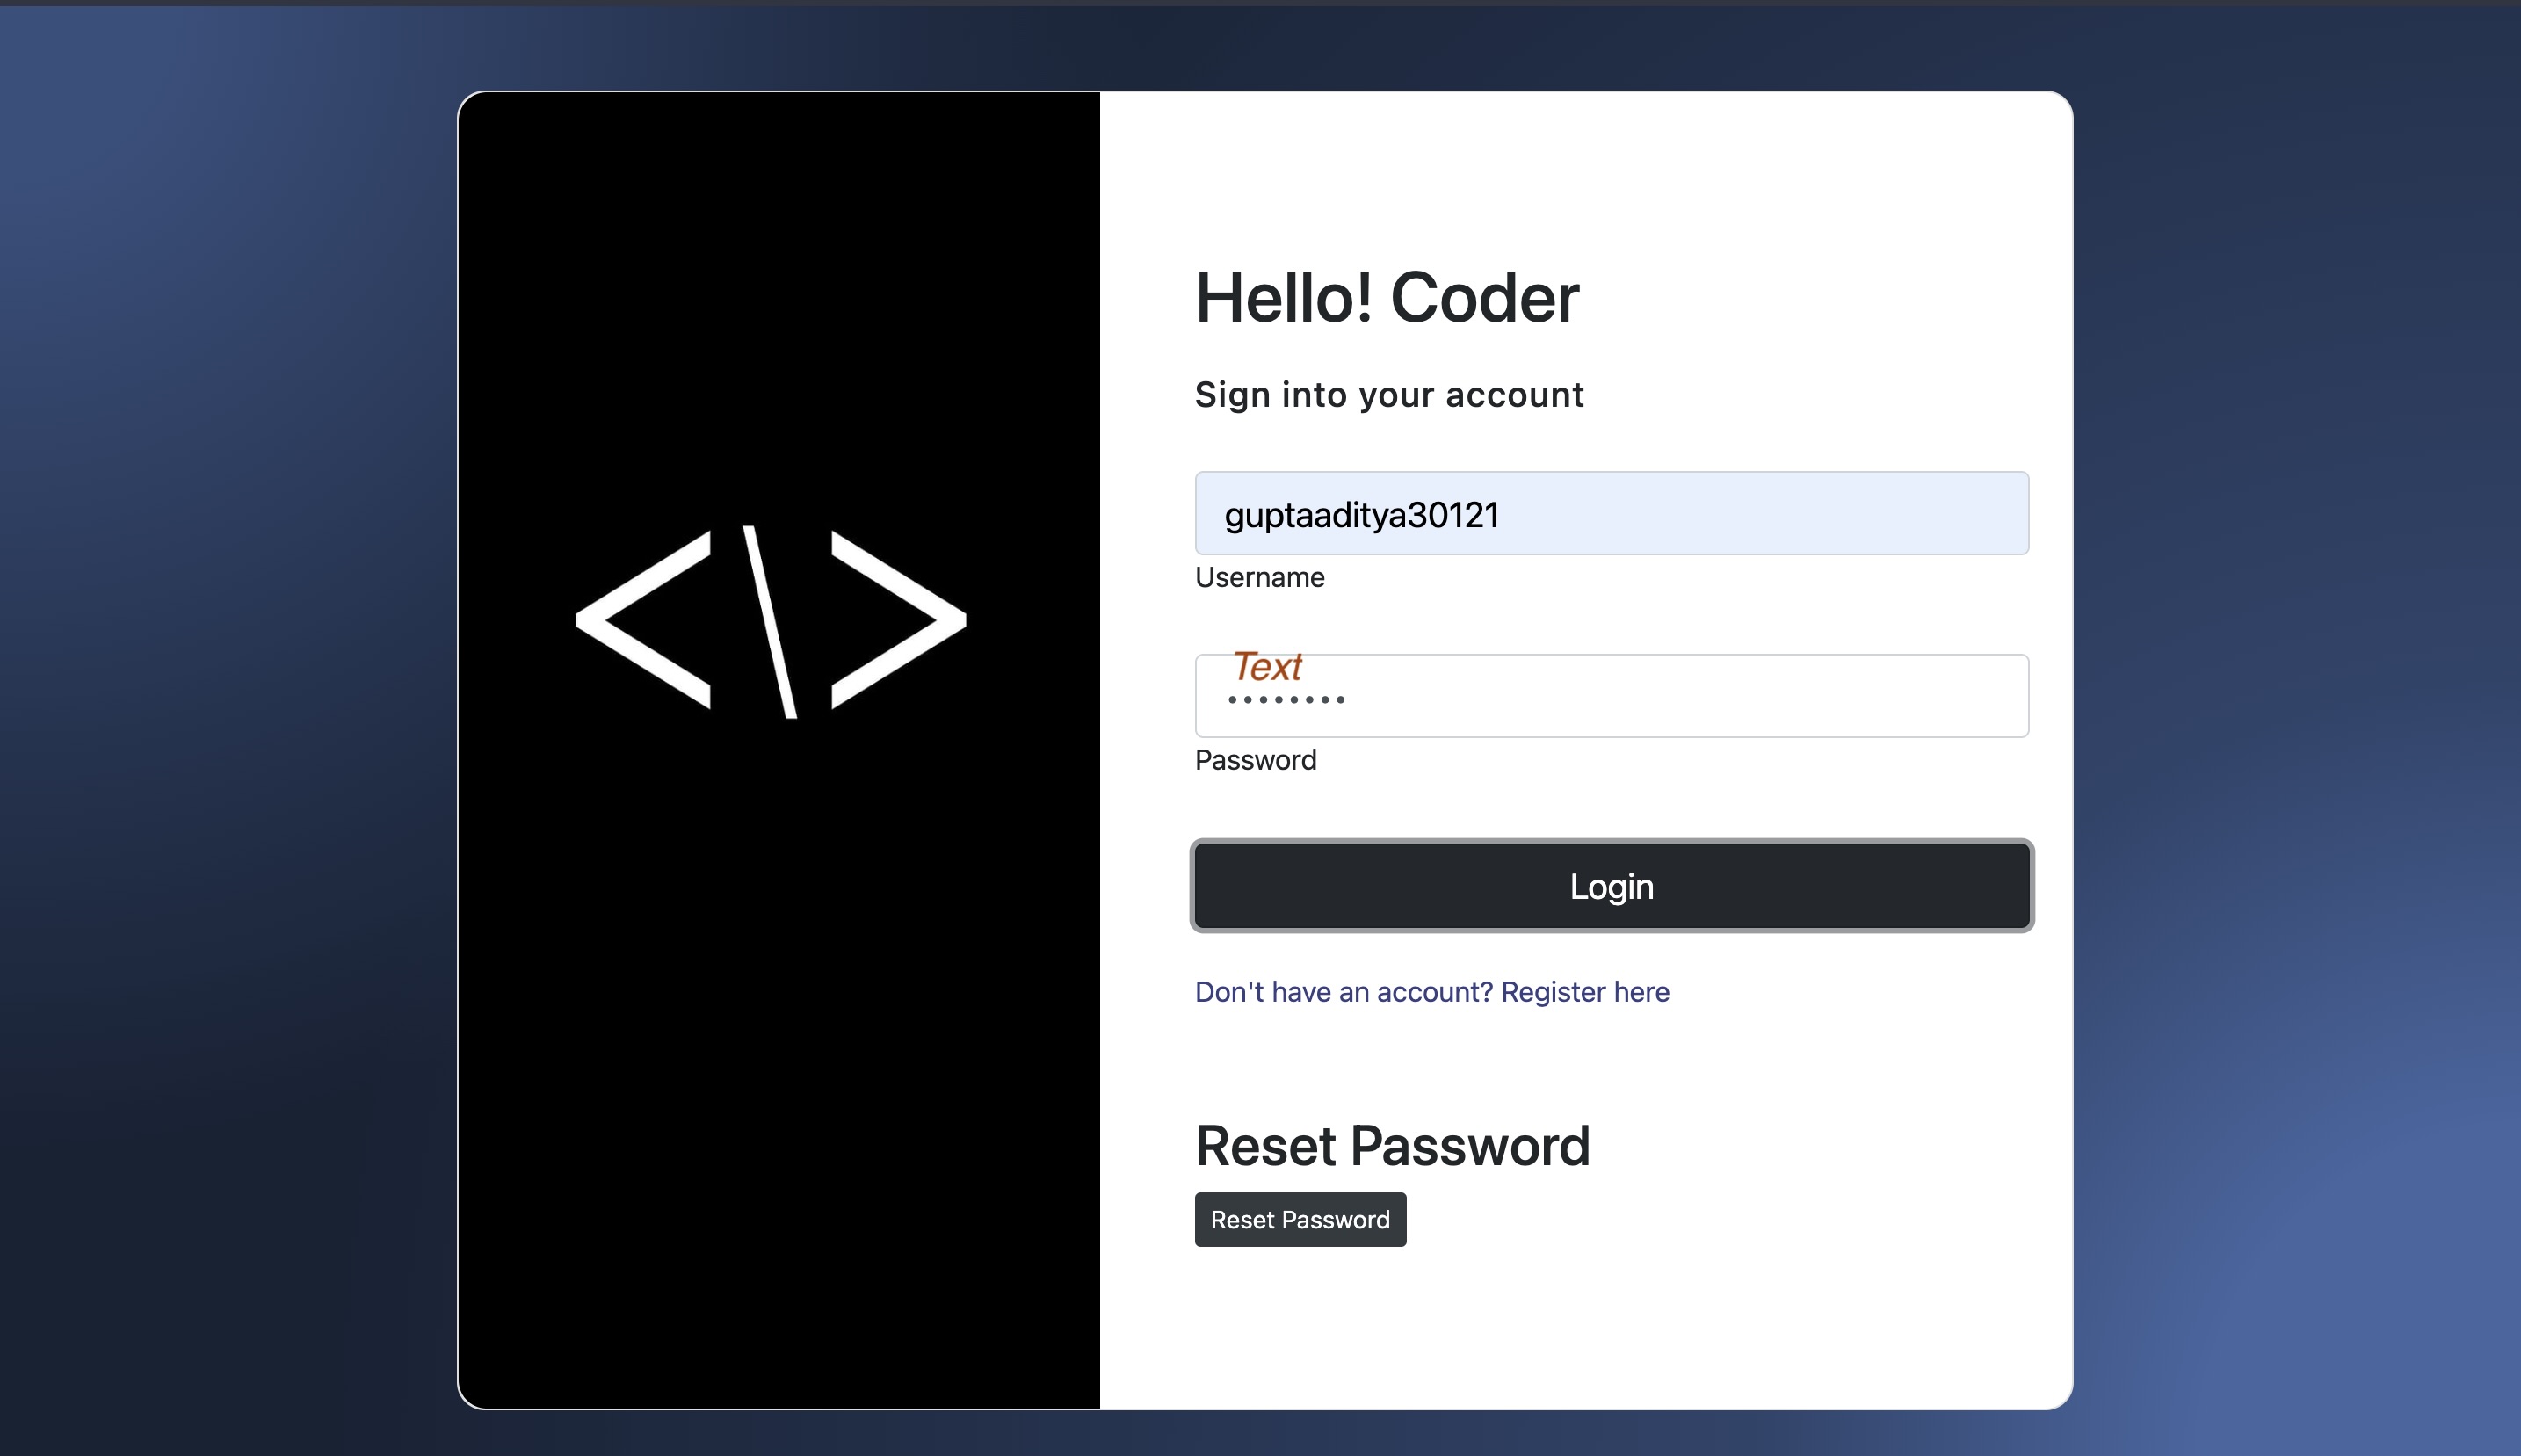 Hello! Coder
Sign into your account
guptaaditya30121
Username
Text
••••••••
Password
Login
Don't have an account? Register here
Reset Password
Reset Password